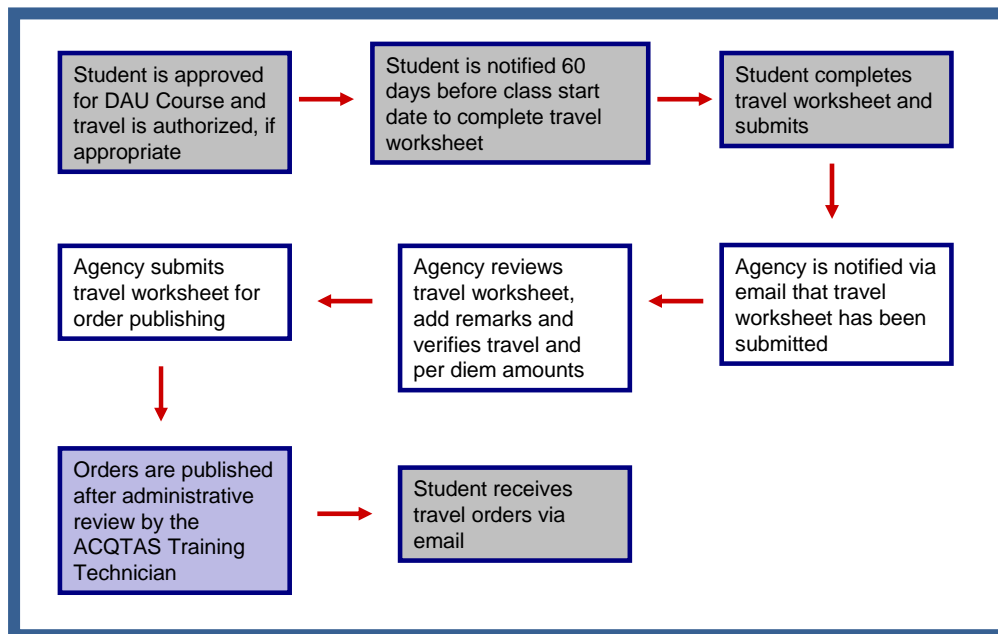 Student is approved
for DAU Course and
travel is authorized, if
appropriate
Student is notified 60
days before class start
date to complete travel
worksheet
Student completes
travel worksheet and
submits
Agency is notified via
email that travel
worksheet has been
submitted
Agency reviews
travel worksheet,
add remarks and
verifies travel and
per diem amounts
Agency submits
travel worksheet for
order publishing
Orders are published
after administrative
review by the
ACQTAS Training
Technician
Student receives
travel orders via
email